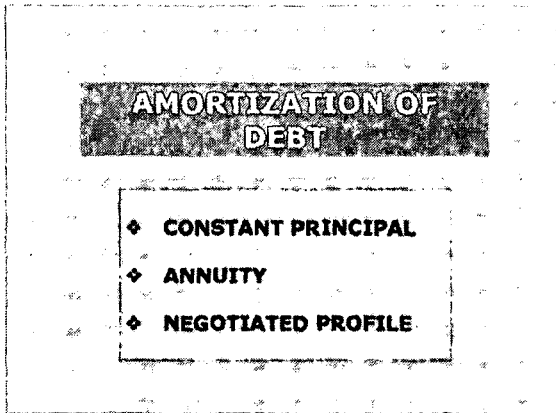 AMORTIZATION OF
DEBT
❖ CONSTANT PRINCIPAL
❖ ANNUITY
❖ NEGOTIATED PROFILE